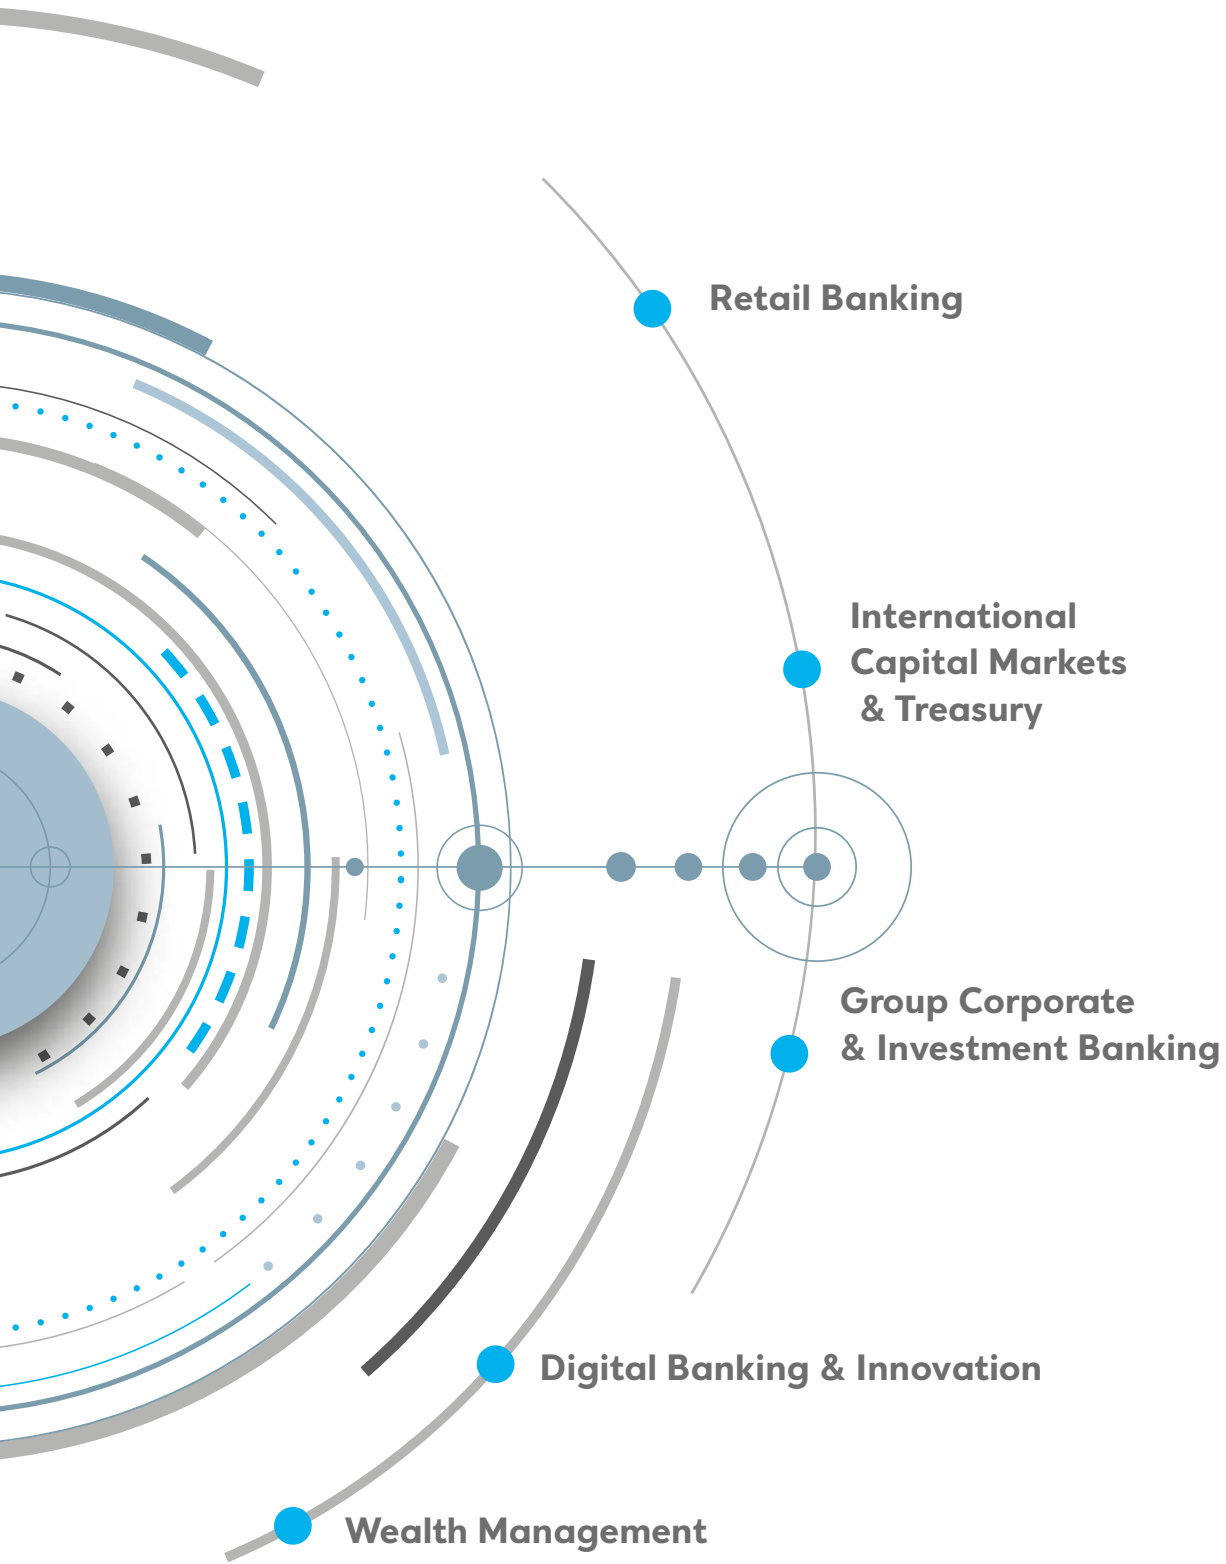 Retail Banking
International
Capital Markets
& Treasury
Group Corporate
& Investment Banking
Digital Banking & Innovation
Wealth Management